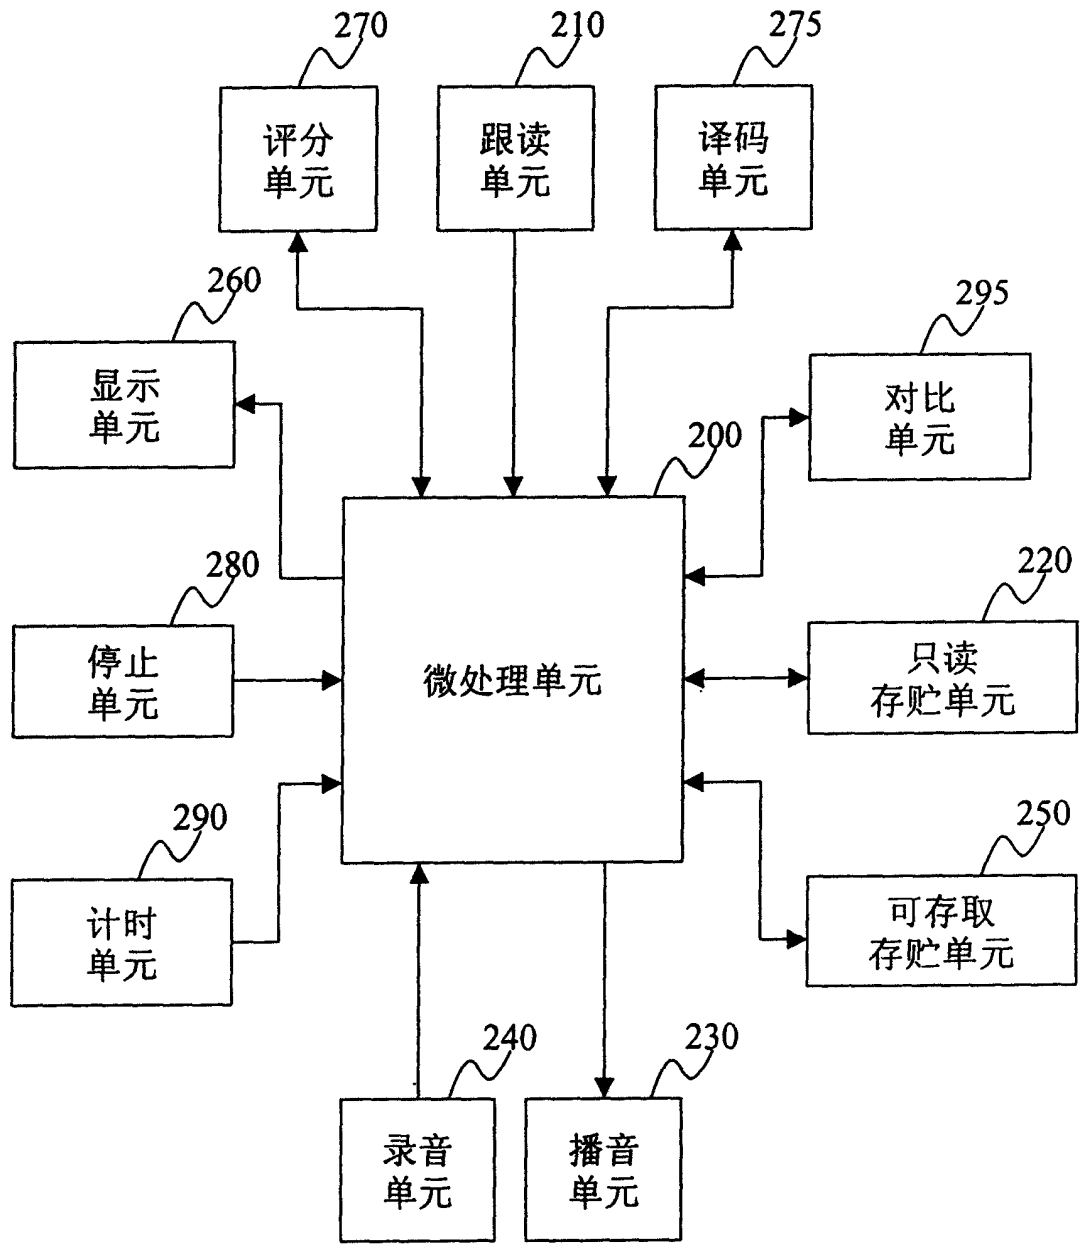 270
210
275
评分
单元
跟读
单元
译码
单元
260
295
显示
单元
对比
单元
200
280
220
停止
单元
微处理单元
只读
存贮单元
290
250
计时
单元
可存取
存贮单元
240
230
录音
单元
播音
单元